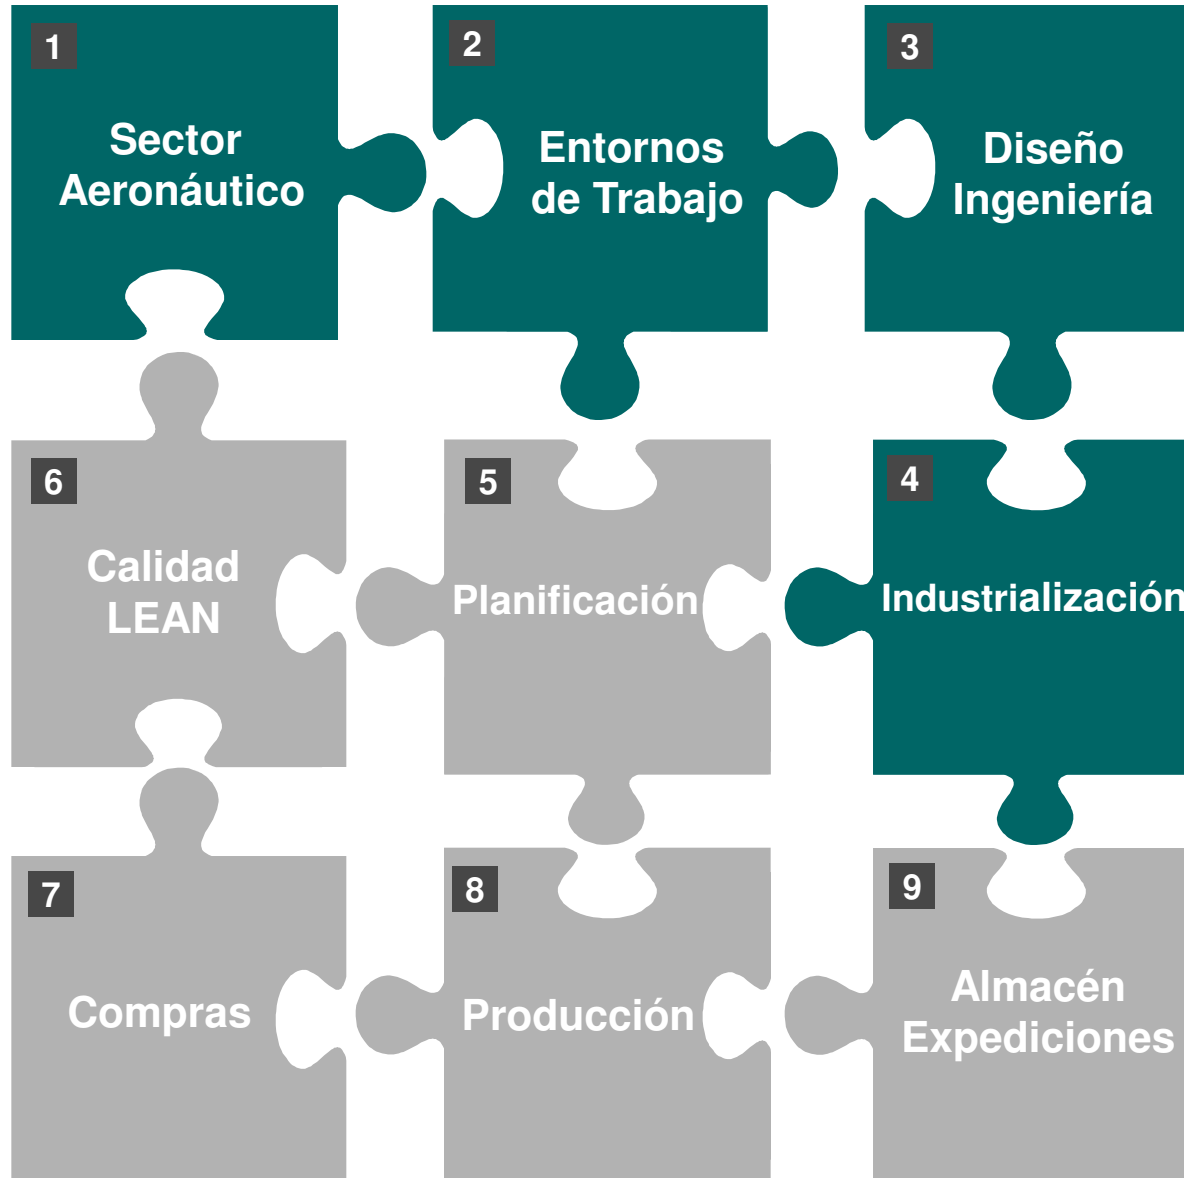 1
Sector
Aeronáutico
2
Entornos
de Trabajo
3
Diseño
Ingeniería
6
Calidad
LEAN
5
Planificación
4
Industrialización
7
Compras
8
Producción
9
Almacén
Expediciones